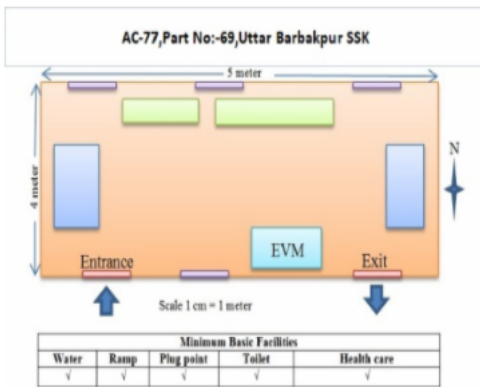 AC-77,Part No:-69,Uttar Barbakpur SSK
5 meter
4 meter
N
EVM
Entrance
Exit
Scale 1 cm = 1 meter
Minimum Basic Facilities
Water Ramp Plug point Toilet Health care
√ √ √ √ √